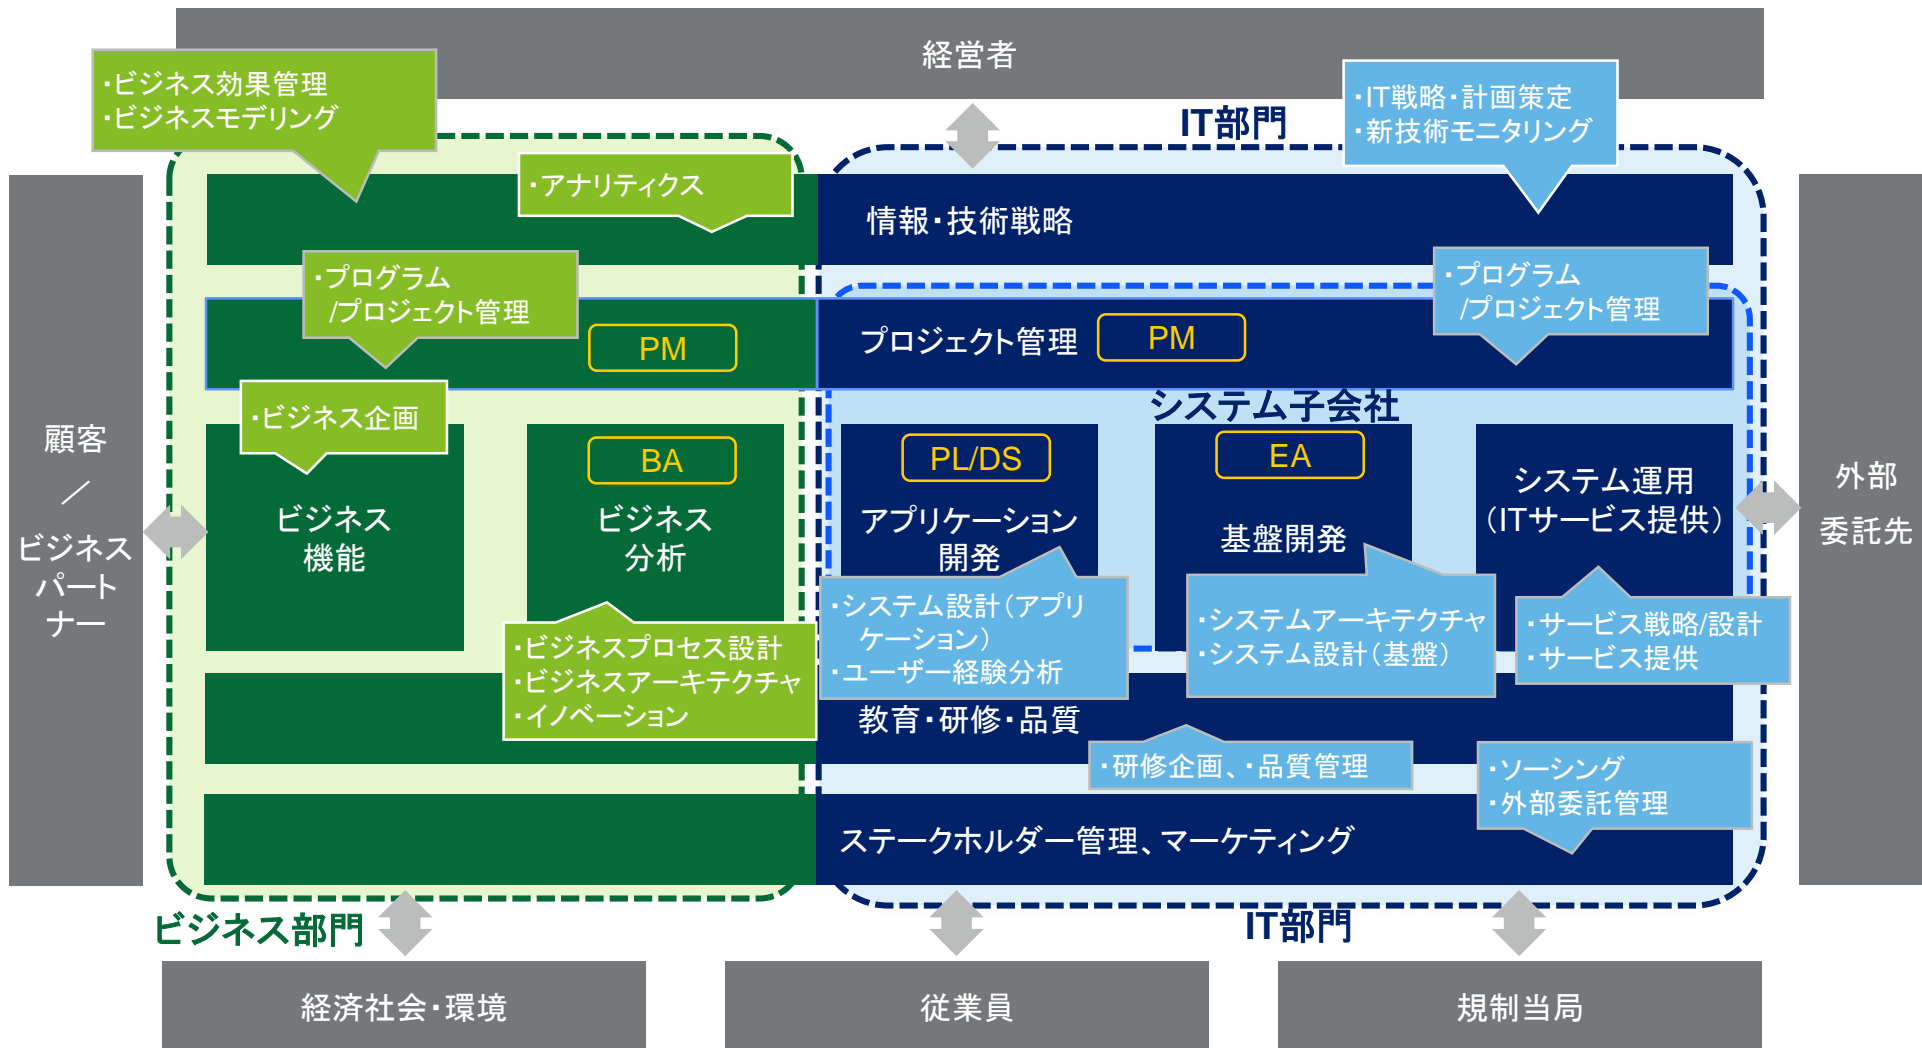 経営者
・ビジネス効果管理
・ビジネスモデリング
IT部門
・IT戦略・計画策定
・新技術モニタリング
・アナリティクス
情報・技術戦略
・プログラム
/プロジェクト管理
PM
プロジェクト管理
PM
・プログラム
/プロジェクト管理
システム子会社
顧客
／
ビジネス
パート
ナー
・ビジネス企画
ビジネス
機能
BA
ビジネス
分析
PL/DS
アプリケーション
開発
EA
基盤開発
システム運用
（ITサービス提供）
外部
委託先
・ビジネスプロセス設計
・ビジネスアーキテクチャ
・イノベーション
・システム設計（アプリ
ケーション）
・ユーザー経験分析
・システムアーキテクチャ
・システム設計（基盤）
・サービス戦略/設計
・サービス提供
教育・研修・品質
・研修企画、・品質管理
・ソーシング
・外部委託管理
ステークホルダー管理、マーケティング
ビジネス部門
IT部門
経済社会・環境
従業員
規制当局